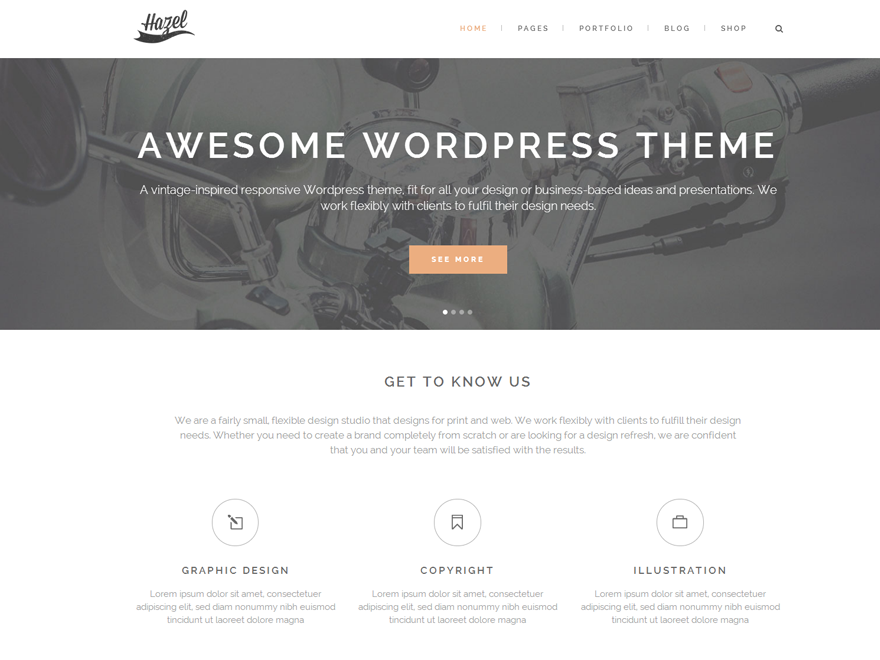 Hazel
HOME
PAGES
PORTFOLIO
BLOG
SHOP
AWESOME WORDPRESS THEME
A vintage-inspired responsive Wordpress theme, fit for all your design or business-based ideas and presentations. We
work flexibly with clients to fulfil their design needs.
SEE MORE
GET TO KNOW US
We are a fairly small, flexible design studio that designs for print and web. We work flexibly with clients to fulfill their design
needs. Whether you need to create a brand completely from scratch or are looking for a design refresh, we are confident
that you and your team will be satisfied with the results.
GRAPHIC DESIGN
Lorem ipsum dolor sit amet, consectetuer
adipiscing elit, sed diam nonummy nibh euismod
tincidunt ut laoreet dolore magna
COPYRIGHT
Lorem ipsum dolor sit amet, consectetuer
adipiscing elit, sed diam nonummy nibh euismod
tincidunt ut laoreet dolore magna
ILLUSTRATION
Lorem ipsum dolor sit amet, consectetuer
adipiscing elit, sed diam nonummy nibh euismod
tincidunt ut laoreet dolore magna